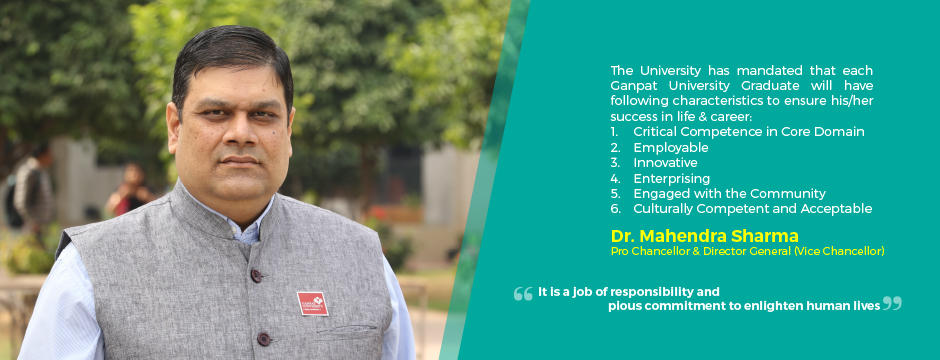 The University has mandated that each
Ganpat University Graduate will have
following characteristics to ensure his/her
success in life & career:
1. Critical Competence in Core Domain
2. Employable
3. Innovative
4. Enterprising
5. Engaged with the Community
6. Culturally Competent and Acceptable
Dr. Mahendra Sharma
Pro Chancellor & Director General (Vice Chancellor)
“ It is a job of responsibility and
pious commitment to enlighten human lives ”